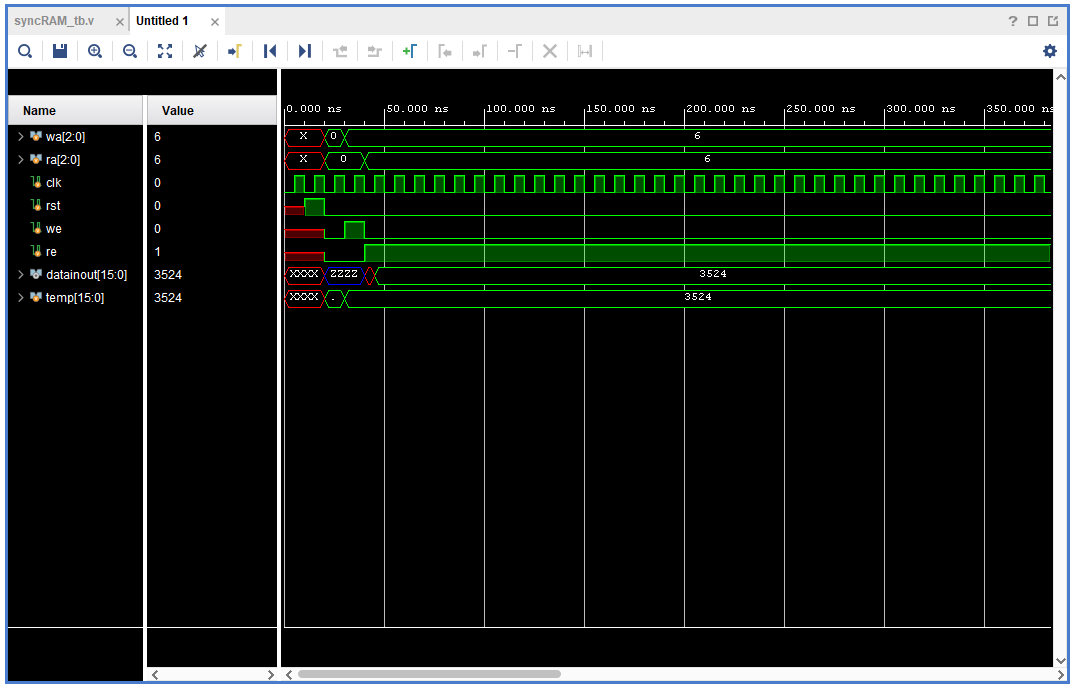 syncRAM_tb.v × Untitled 1 × ?
Name Value
0.000 ns 50.000 ns 100.000 ns 150.000 ns 200.000 ns 250.000 ns 300.000 ns 350.000 ns
wa[2:0] 6 X 0 6
ra[2:0] 6 X 0 6
clk 0
rst 0
we 0
re 1
datainout[15:0] 3524 XXXX ZZZZ 3524
temp[15:0] 3524 XXXX . 3524